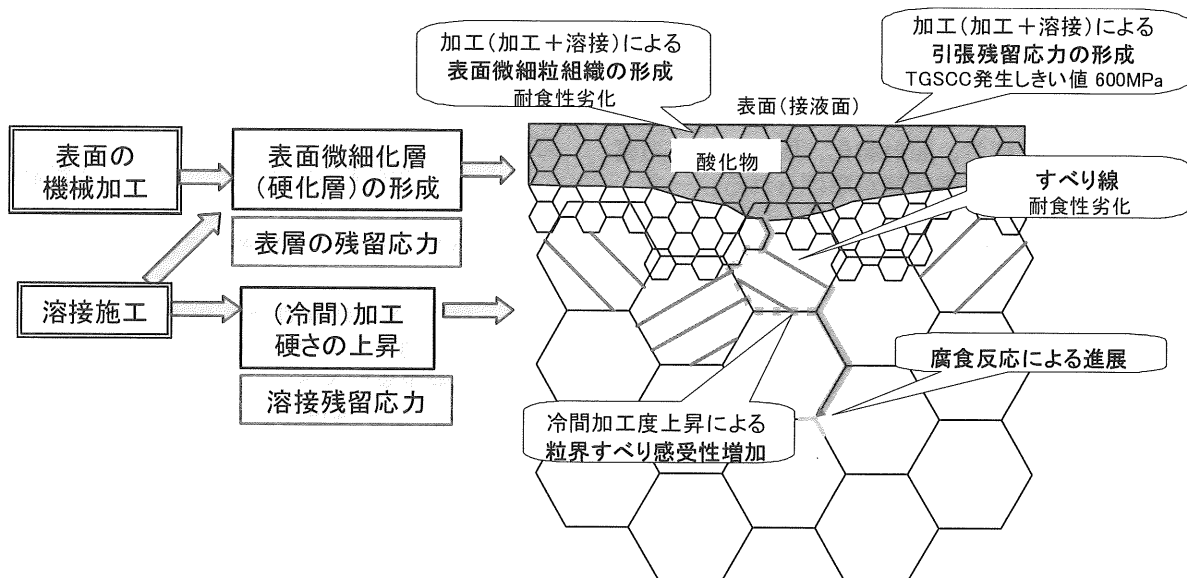 加工(加工+溶接)による
表面微細粒組織の形成
耐食性劣化
加工(加工+溶接)による
引張残留応力の形成
TGSCC発生しきい値 600MPa
表面(接液面)
表面の
機械加工
表面微細化層
(硬化層)の形成
酸化物
すべり線
耐食性劣化
表層の残留応力
溶接施工
(冷間)加工
硬さの上昇
腐食反応による進展
溶接残留応力
冷間加工度上昇による
粒界すべり感受性増加